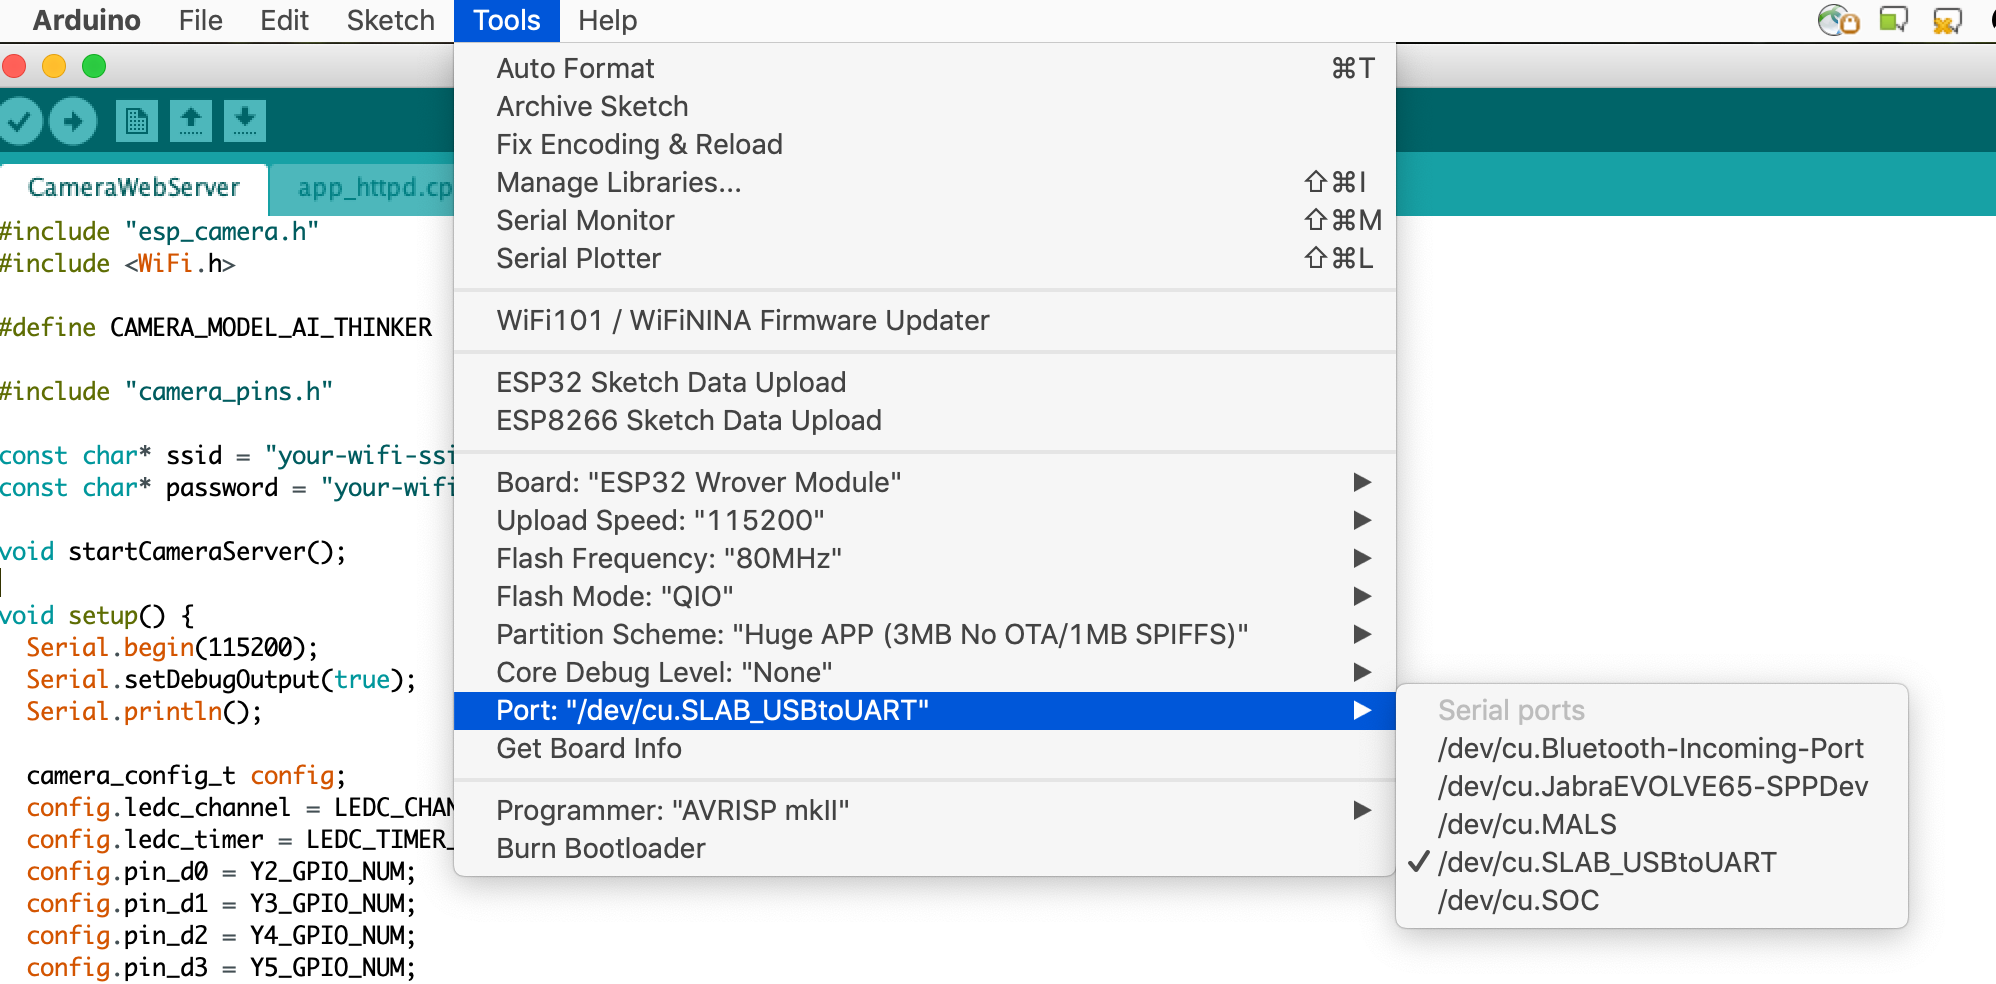 Arduino File Edit Sketch Tools Help
Auto Format ⌘T
Archive Sketch
Fix Encoding & Reload
Manage Libraries... ⇧⌘I
Serial Monitor ⇧⌘M
Serial Plotter ⇧⌘L
WiFi101 / WiFiNINA Firmware Updater
ESP32 Sketch Data Upload
ESP8266 Sketch Data Upload
Board: "ESP32 Wrover Module"
Upload Speed: "115200"
Flash Frequency: "80MHz"
Flash Mode: "QIO"
Partition Scheme: "Huge APP (3MB No OTA/1MB SPIFFS)"
Core Debug Level: "None"
Port: "/dev/cu.SLAB_USBtoUART"
Get Board Info
Programmer: "AVRISP mkII"
Burn Bootloader
Serial ports
/dev/cu.Bluetooth-Incoming-Port
/dev/cu.JabraEVOLVE65-SPPDev
/dev/cu.MALS
✓ /dev/cu.SLAB_USBtoUART
/dev/cu.SOC
CameraWebServer app_httpd.cp
#include "esp_camera.h"
#include <WiFi.h>
#define CAMERA_MODEL_AI_THINKER
#include "camera_pins.h"
const char* ssid = "your-wifi-ssi
const char* password = "your-wifi
void startCameraServer();
void setup() {
Serial.begin(115200);
Serial.setDebugOutput(true);
Serial.println();
camera_config_t config;
config.ledc_channel = LEDC_CHAN
config.ledc_timer = LEDC_TIMER_
config.pin_d0 = Y2_GPIO_NUM;
config.pin_d1 = Y3_GPIO_NUM;
config.pin_d2 = Y4_GPIO_NUM;
config.pin_d3 = Y5_GPIO_NUM;